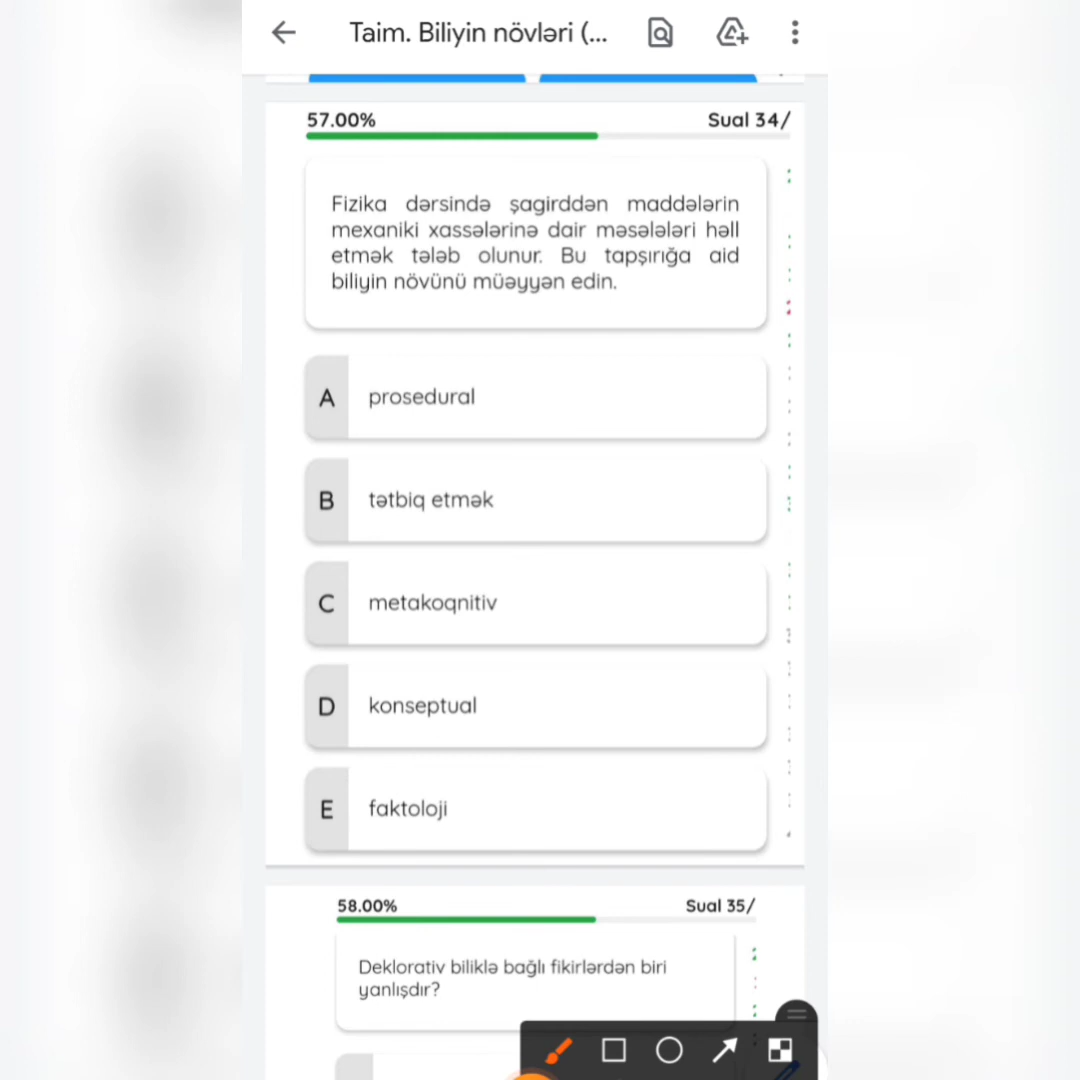 Taim. Biliyin növləri (...
57.00%
Sual 34/
Fizika dərsində şagirddən maddələrin
mexaniki xassələrinə dair məsələləri həll
etmək tələb olunur. Bu tapşırığa aid
biliyin növünü müəyyən edin.
A prosedural
B tətbiq etmək
C metakoqnitiv
D konseptual
E faktoloji
58.00%
Sual 35/
Deklorativ biliklə bağlı fikirlərdən biri
yanlışdır?